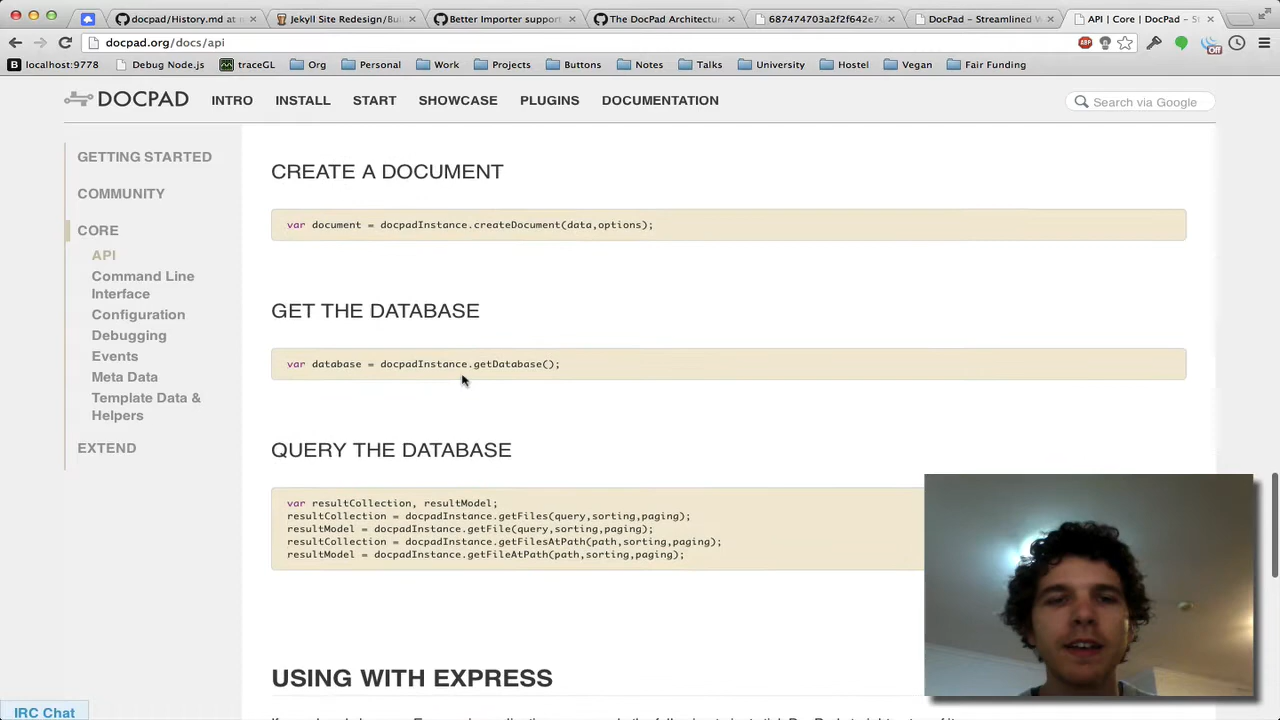 docpad/History.md at
Jekyll Site Redesign/Bui
Better Importer support
The DocPad Architectur
687474703a2f2f642e
DocPad – Streamlined W
API | Core | DocPad – S
docpad.org/docs/api
ABP
Off
B localhost:9778
Debug Node.js
traceGL
Org
Personal
Work
Projects
Buttons
Notes
Talks
University
Hostel
Vegan
Fair Funding
DOCPAD
INTRO
INSTALL
START
SHOWCASE
PLUGINS
DOCUMENTATION
Search via Google
GETTING STARTED
COMMUNITY
CORE
API
Command Line
Interface
Configuration
Debugging
Events
Meta Data
Template Data &
Helpers
EXTEND
CREATE A DOCUMENT
var document = docpadInstance.createDocument(data,options);
GET THE DATABASE
var database = docpadInstance.getDatabase();
QUERY THE DATABASE
var resultCollection, resultModel;
resultCollection = docpadInstance.getFiles(query,sorting,paging);
resultModel = docpadInstance.getFile(query,sorting,paging);
resultCollection = docpadInstance.getFilesAtPath(path,sorting,paging);
resultModel = docpadInstance.getFileAtPath(path,sorting,paging);
USING WITH EXPRESS
IRC Chat